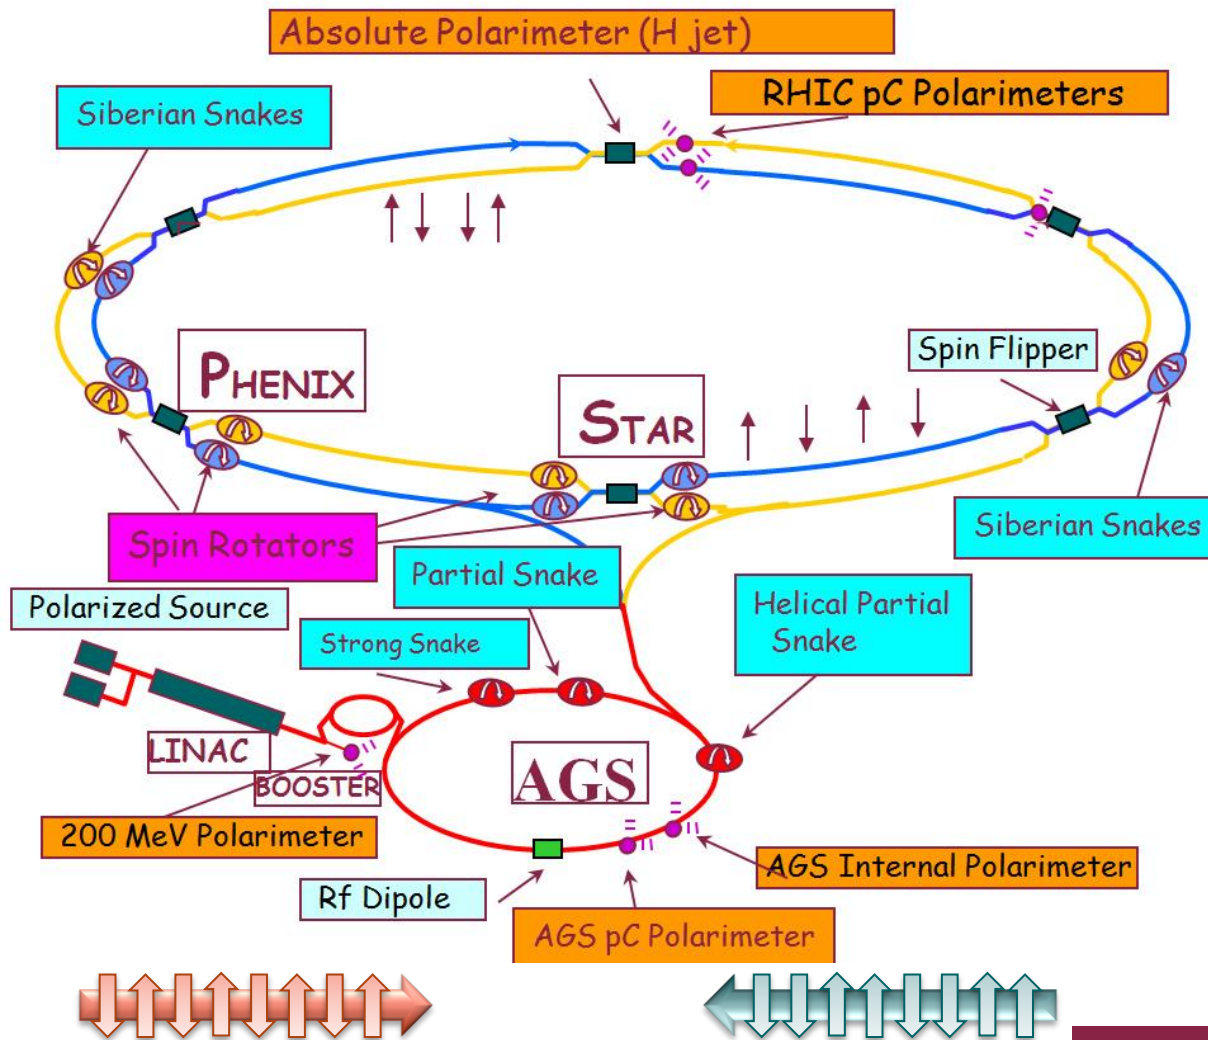 Absolute Polarimeter (H jet)
RHIC pC Polarimeters
Siberian Snakes
PHENIX
STAR
Spin Flipper
Siberian Snakes
Spin Rotators
Partial Snake
Helical Partial
Snake
Polarized Source
Strong Snake
LINAC
BOOSTER
AGS
200 MeV Polarimeter
AGS Internal Polarimeter
Rf Dipole
AGS pC Polarimeter